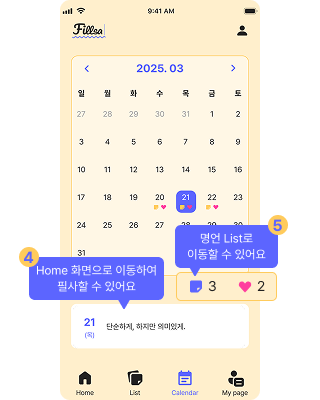 9:41 AM
Fillsa
2025. 03
일 월 화 수 목 금 토
27 28 29 30 31 1 2
3 4 5 6 7 8 9
10 11 12 13 14 15 16
17 18 19 20 21 22 23
24 25 26 27
31
5
명언 List로
이동할 수 있어요
4
Home 화면으로 이동하여
필사할 수 있어요
3 2
21
(목)
단순하게, 하지만 의미있게.
Home List Calendar My page